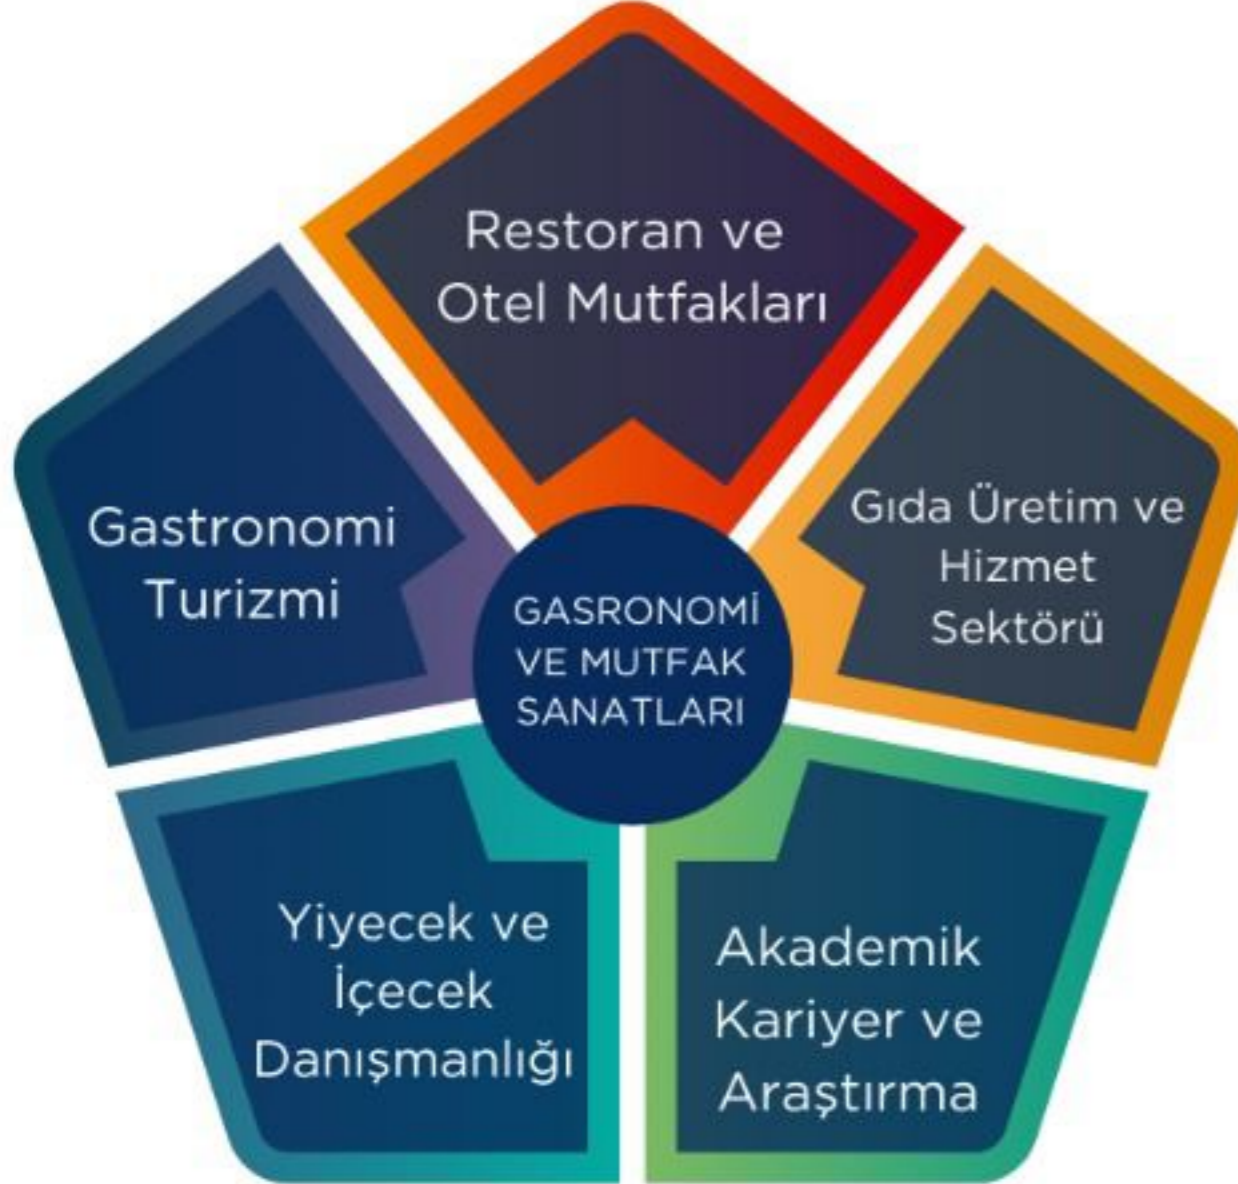 Restoran ve
Otel Mutfakları
Gıda Üretim ve
Hizmet
Sektörü
Gastronomi
Turizmi
GASRONOMİ
VE MUTFAK
SANATLARI
Yiyecek ve
İçecek
Danışmanlığı
Akademik
Kariyer ve
Araştırma